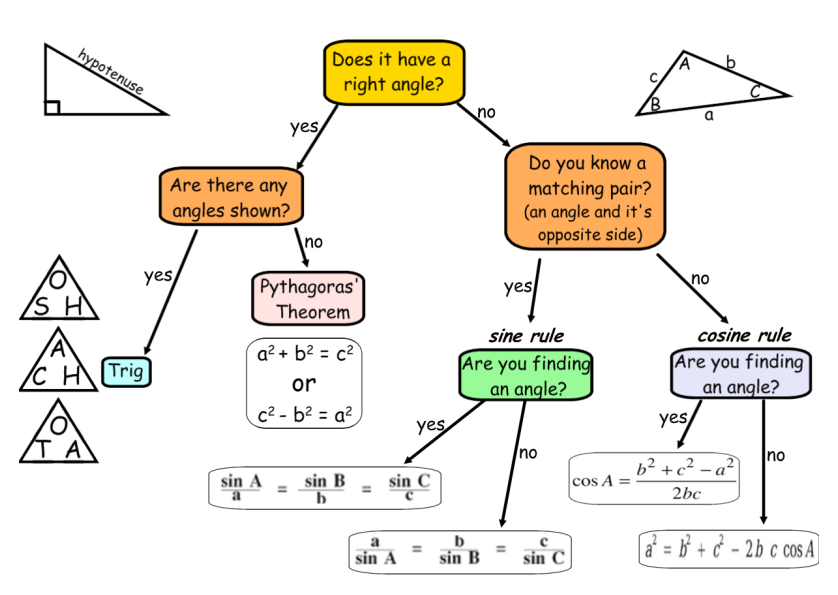 hypotenuse
Does it have a
right angle?
A
b
c
C
B
a
yes
no
Are there any
angles shown?
Do you know a
matching pair?
(an angle and it's
opposite side)
yes
no
O
S H
A
C H
O
T A
Trig
Pythagoras'
Theorem
a² + b² = c²
or
c² - b² = a²
yes
no
sine rule
Are you finding
an angle?
cosine rule
Are you finding
an angle?
yes
no
yes
no
sin A / a = sin B / b = sin C / c
a / sin A = b / sin B = c / sin C
cos A = b² + c² − a² / 2bc
a² = b² + c² − 2b c cosA